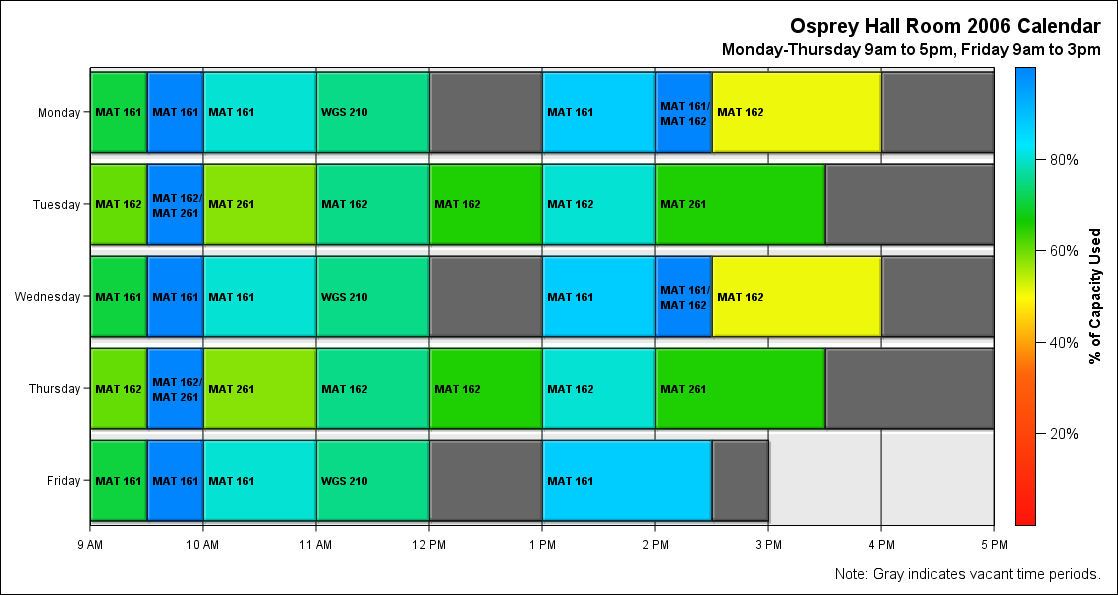 Osprey Hall Room 2006 Calendar
Monday-Thursday 9am to 5pm, Friday 9am to 3pm
Monday
MAT 161
MAT 161
MAT 161
WGS 210
MAT 161
MAT 161/
MAT 162
MAT 162
Tuesday
MAT 162
MAT 162/
MAT 261
MAT 261
MAT 162
MAT 162
MAT 162
MAT 261
Wednesday
MAT 161
MAT 161
MAT 161
WGS 210
MAT 161
MAT 161/
MAT 162
MAT 162
Thursday
MAT 162
MAT 162/
MAT 261
MAT 261
MAT 162
MAT 162
MAT 162
MAT 261
Friday
MAT 161
MAT 161
MAT 161
WGS 210
MAT 161
9 AM
10 AM
11 AM
12 PM
1 PM
2 PM
3 PM
4 PM
5 PM
80%
60%
40%
20%
% of Capacity Used
Note: Gray indicates vacant time periods.